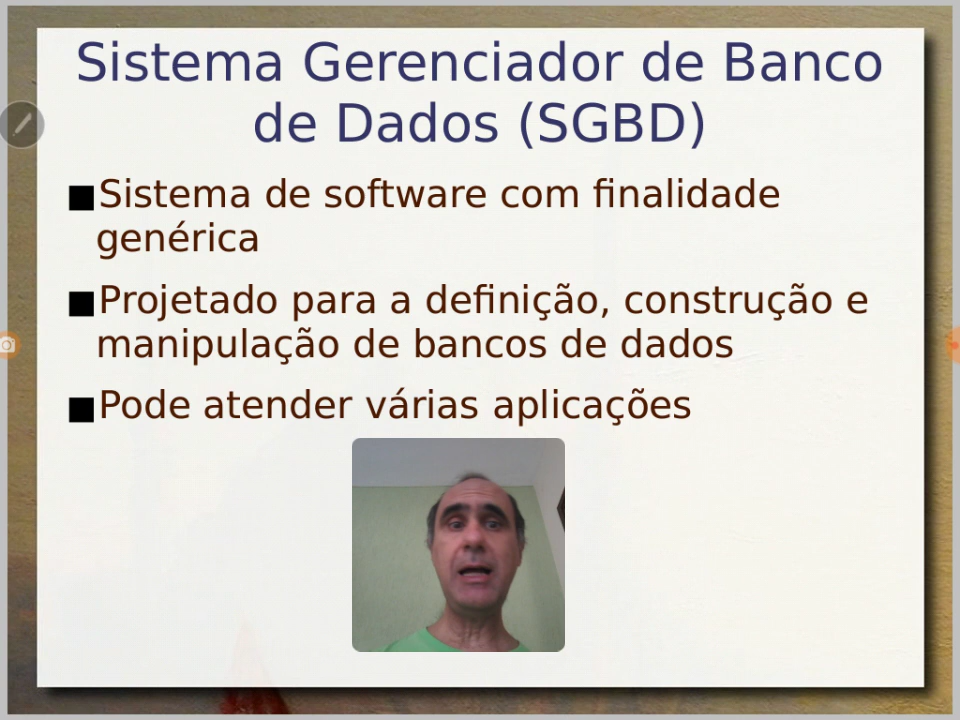 Sistema Gerenciador de Banco
de Dados (SGBD)
■Sistema de software com finalidade
genérica
■Projetado para a definição, construção e
manipulação de bancos de dados
■Pode atender várias aplicações